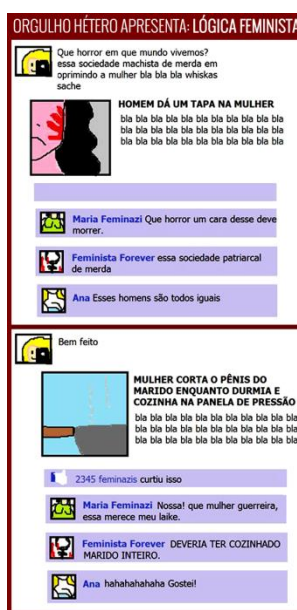 ORGULHO HÉTERO APRESENTA: LÓGICA FEMINISTA
Que horror em que mundo vivemos?
essa sociedade machista de merda em
oprimindo a mulher bla bla bla whiskas
sache
HOMEM DÁ UM TAPA NA MULHER
bla bla bla bla bla bla bla bla bla bla
bla bla bla bla bla bla bla bla bla bla
bla bla bla bla bla bla bla bla bla bla
Maria Feminazi Que horror um cara desse deve
morrer.
Feminista Forever essa sociedade patriarcal
de merda
Ana Esses homens são todos iguais
Bem feito
MULHER CORTA O PÊNIS DO
MARIDO ENQUANTO DURMIA E
COZINHA NA PANELA DE PRESSÃO
bla bla bla bla bla bla bla bla bla bla
bla bla bla bla bla bla bla bla bla bla
bla bla bla bla bla bla bla bla bla bla
2345 feminazis curtiu isso
Maria Feminazi Nossa! que mulher guerreira,
essa merece meu laike.
Feminista Forever DEVERIA TER COZINHADO
MARIDO INTEIRO.
Ana hahahahahaha Gostei!